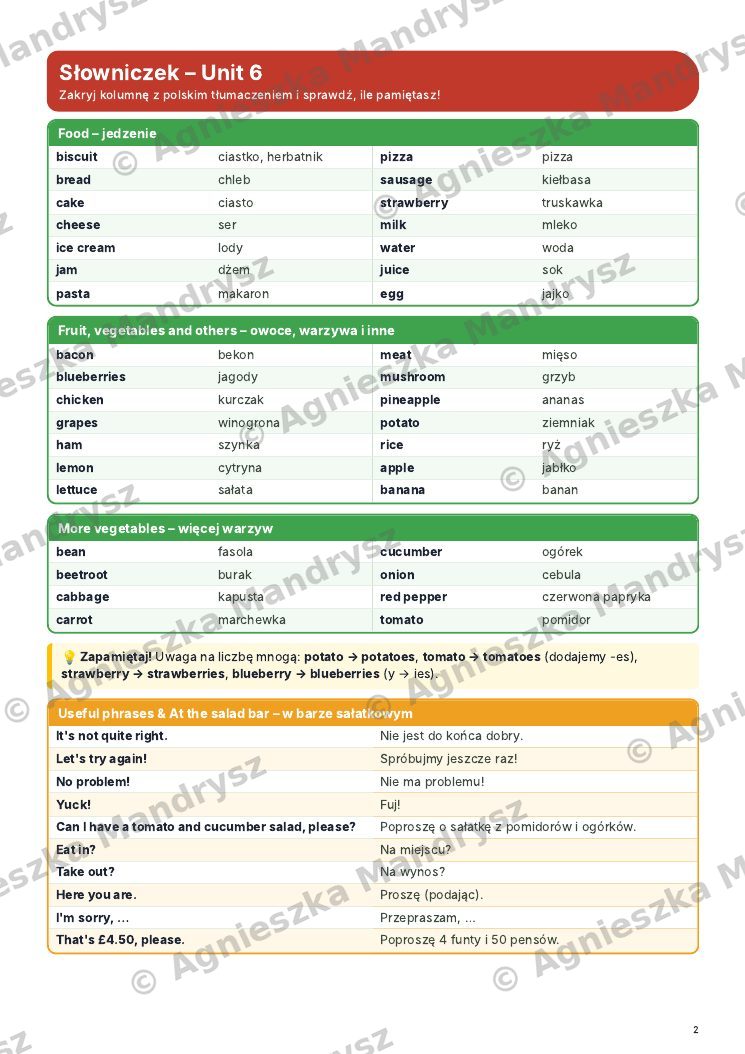 Słowniczek – Unit 6
Zakryj kolumnę z polskim tłumaczeniem i sprawdź, ile pamiętasz!
Food – jedzenie
biscuit ciastko, herbatnik pizza pizza
bread chleb sausage kiełbasa
cake ciasto strawberry truskawka
cheese ser milk mleko
ice cream lody water woda
jam dżem juice sok
pasta makaron egg jajko
Fruit, vegetables and others – owoce, warzywa i inne
bacon bekon meat mięso
blueberries jagody mushroom grzyb
chicken kurczak pineapple ananas
grapes winogrona potato ziemniak
ham szynka rice ryż
lemon cytryna apple jabłko
lettuce sałata banana banan
More vegetables – więcej warzyw
bean fasola cucumber ogórek
beetroot burak onion cebula
cabbage kapusta red pepper czerwona papryka
carrot marchewka tomato pomidor
💡 Zapamiętaj! Uwaga na liczbę mnogą: potato → potatoes, tomato → tomatoes (dodajemy -es),
strawberry → strawberries, blueberry → blueberries (y → ies).
Useful phrases & At the salad bar – w barze sałatkowym
It's not quite right. Nie jest do końca dobry.
Let's try again! Spróbujmy jeszcze raz!
No problem! Nie ma problemu!
Yuck! Fuj!
Can I have a tomato and cucumber salad, please? Poproszę o sałatkę z pomidorów i ogórków.
Eat in? Na miejscu?
Take out? Na wynos?
Here you are. Proszę (podając).
I'm sorry, ... Przepraszam, ...
That's £4.50, please. Poproszę 4 funty i 50 pensów.
© Agnieszka Mandrysz
2